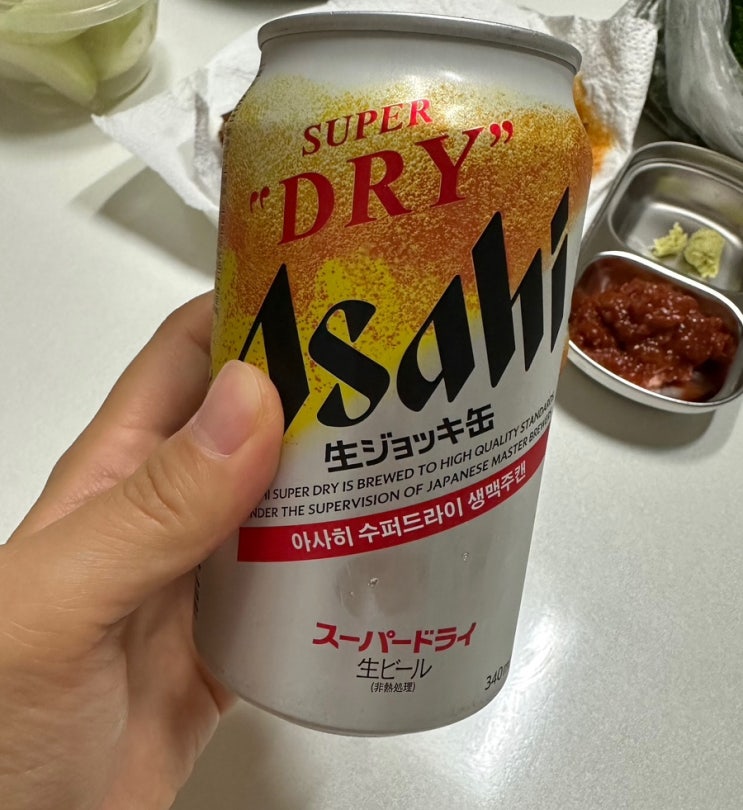 SUPER
"DRY"
Asahi
生ジョッキ缶
SUPER DRY IS BREWED TO HIGH QUALITY STANDARDS
THE SUPERVISION OF JAPANESE MASTER
아사히 수퍼드라이 생맥주캔
スーパードライ
生ビール
(非熱処理)
340